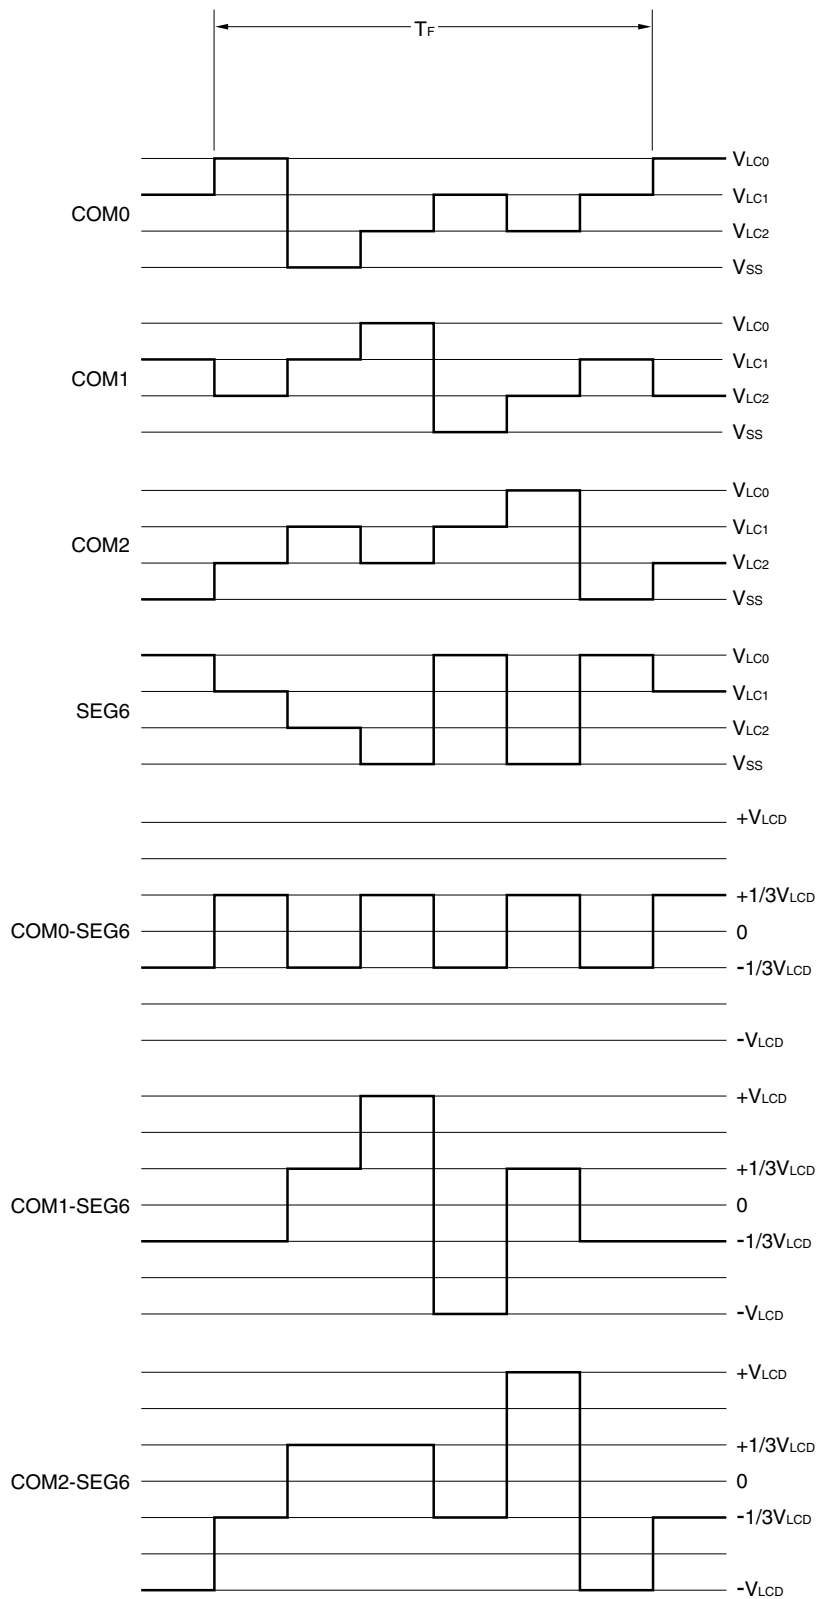 TF
VLC0
VLC1
COM0
VLC2
VSS
VLC0
VLC1
COM1
VLC2
VSS
VLC0
VLC1
COM2
VLC2
VSS
VLC0
VLC1
SEG6
VLC2
VSS
+VLCD
+1/3VLCD
COM0-SEG6
0
-1/3VLCD
-VLCD
+VLCD
+1/3VLCD
COM1-SEG6
0
-1/3VLCD
-VLCD
+VLCD
+1/3VLCD
COM2-SEG6
0
-1/3VLCD
-VLCD